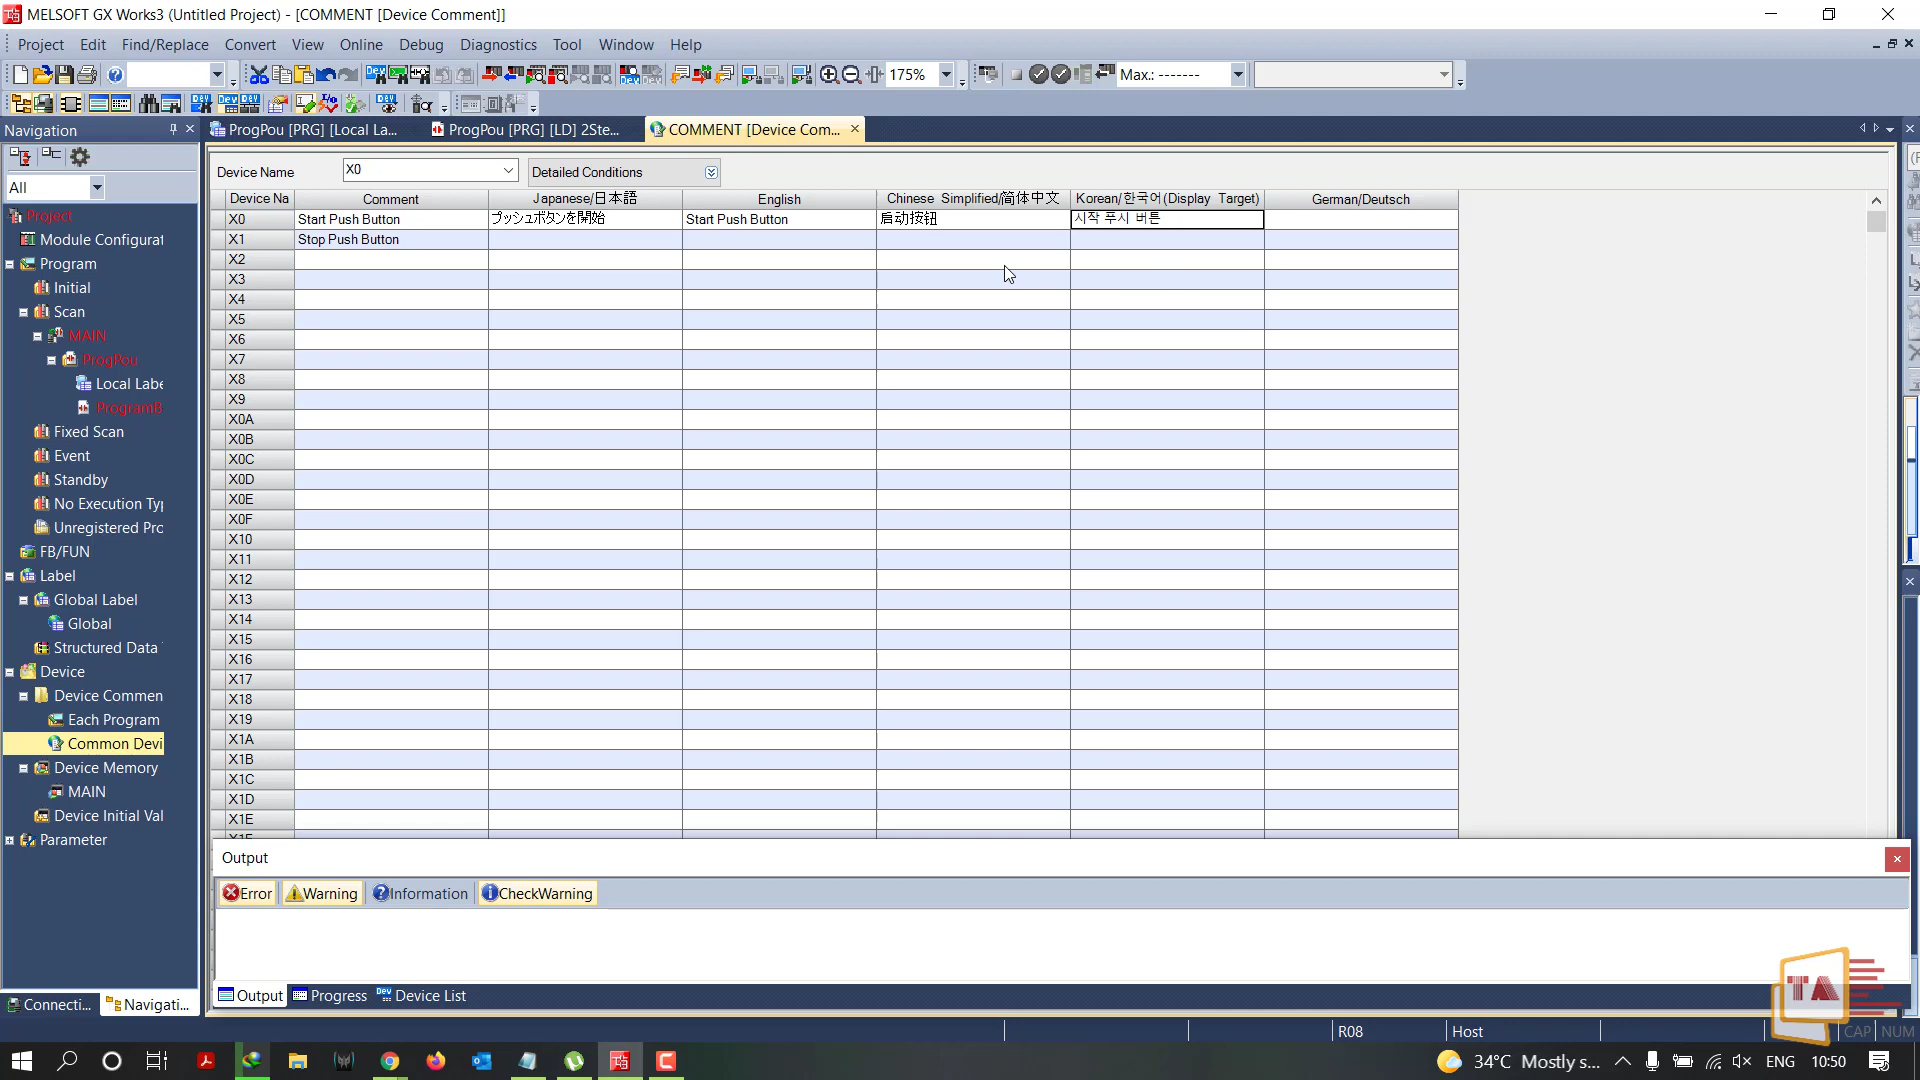 MELSOFT GX Works3 (Untitled Project) - [COMMENT [Device Comment]]
Project Edit Find/Replace Convert View Online Debug Diagnostics Tool Window Help
175% Max.: -------
Navigation
ProgPou [PRG] [Local La... ProgPou [PRG] [LD] 2Ste... COMMENT [Device Com...
All
Device Name X0 Detailed Conditions
Device Na Comment Japanese/日本語 English Chinese Simplified/简体中文 Korean/한국어(Display Target) German/Deutsch
X0 Start Push Button プッシュボタンを開始 Start Push Button 启动按钮 시작 푸시 버튼
X1 Stop Push Button
X2
X3
X4
X5
X6
X7
X8
X9
X0A
X0B
X0C
X0D
X0E
X0F
X10
X11
X12
X13
X14
X15
X16
X17
X18
X19
X1A
X1B
X1C
X1D
X1E
X1F
Project
Module Configurat
Program
Initial
Scan
MAIN
ProgPou
Local Labe
ProgramB
Fixed Scan
Event
Standby
No Execution Typ
Unregistered Pro
FB/FUN
Label
Global Label
Global
Structured Data
Device
Device Commen
Each Program
Common Devi
Device Memory
MAIN
Device Initial Val
Parameter
Connecti... Navigati...
Output
Error Warning Information CheckWarning
Output Progress Device List
TA
R08 Host CAP NUM
34°C Mostly s... ENG 10:50